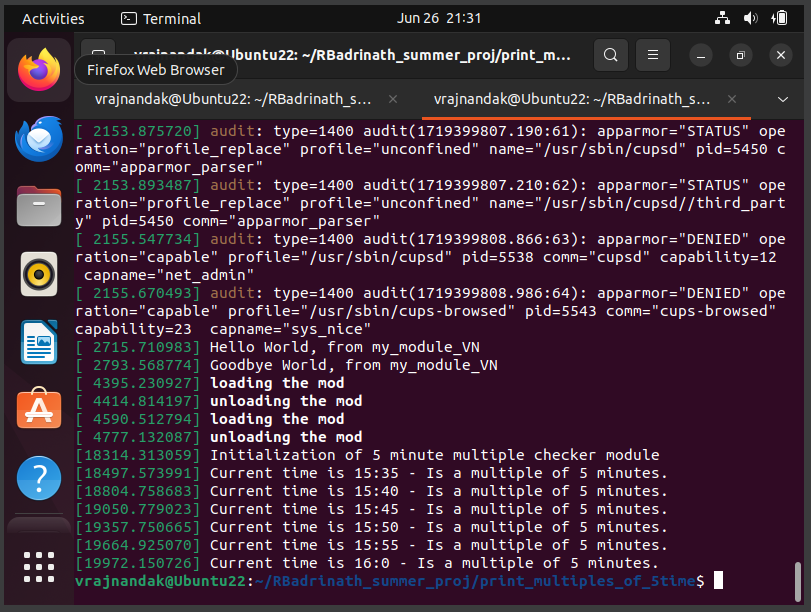 Activities Terminal Jun 26 21:31
vrajnandak@Ubuntu22: ~/RBadrinath_summer_proj/print_m...
Firefox Web Browser
vrajnandak@Ubuntu22: ~/RBadrinath_s... × vrajnandak@Ubuntu22: ~/RBadrinath_s... ×
[ 2153.875720] audit: type=1400 audit(1719399807.190:61): apparmor="STATUS" ope
ration="profile_replace" profile="unconfined" name="/usr/sbin/cupsd" pid=5450 c
omm="apparmor_parser"
[ 2153.893487] audit: type=1400 audit(1719399807.210:62): apparmor="STATUS" ope
ration="profile_replace" profile="unconfined" name="/usr/sbin/cupsd//third_part
y" pid=5450 comm="apparmor_parser"
[ 2155.547734] audit: type=1400 audit(1719399808.866:63): apparmor="DENIED" ope
ration="capable" profile="/usr/sbin/cupsd" pid=5538 comm="cupsd" capability=12
 capname="net_admin"
[ 2155.670493] audit: type=1400 audit(1719399808.986:64): apparmor="DENIED" ope
ration="capable" profile="/usr/sbin/cups-browsed" pid=5543 comm="cups-browsed"
capability=23  capname="sys_nice"
[ 2715.710983] Hello World, from my_module_VN
[ 2793.568774] Goodbye World, from my_module_VN
[ 4395.230927] loading the mod
[ 4414.814197] unloading the mod
[ 4590.512794] loading the mod
[ 4777.132087] unloading the mod
[18314.313059] Initialization of 5 minute multiple checker module
[18497.573991] Current time is 15:35 - Is a multiple of 5 minutes.
[18804.758683] Current time is 15:40 - Is a multiple of 5 minutes.
[19050.779023] Current time is 15:45 - Is a multiple of 5 minutes.
[19357.750665] Current time is 15:50 - Is a multiple of 5 minutes.
[19664.925070] Current time is 15:55 - Is a multiple of 5 minutes.
[19972.150726] Current time is 16:0 - Is a multiple of 5 minutes.
vrajnandak@Ubuntu22:~/RBadrinath_summer_proj/print_multiples_of_5time$